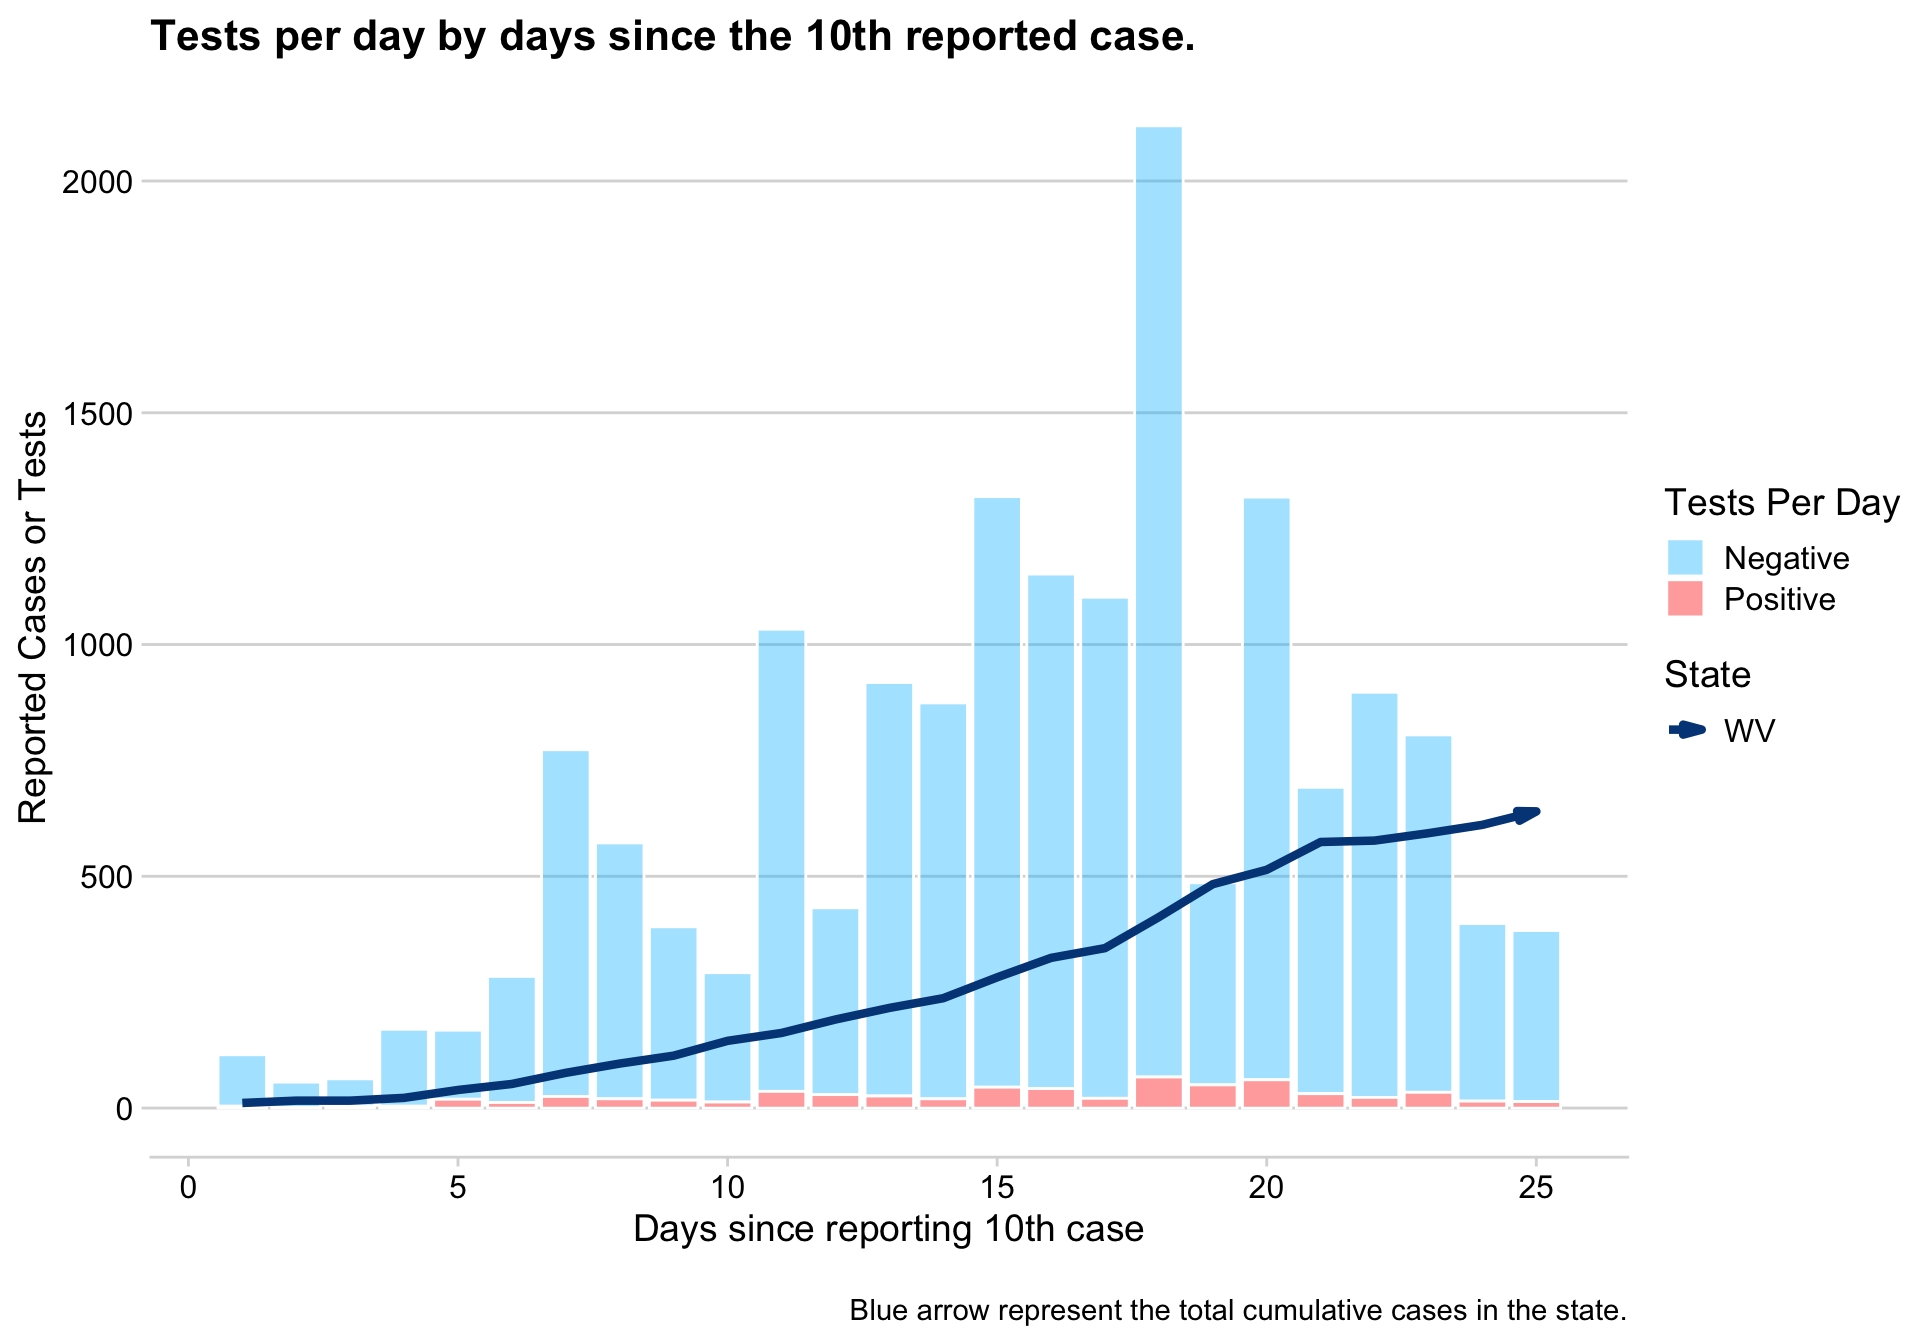 Tests per day by days since the 10th reported case.
Reported Cases or Tests
2000
1500
1000
500
0
0 5 10 15 20 25
Days since reporting 10th case
Tests Per Day
Negative
Positive
State
WV
Blue arrow represent the total cumulative cases in the state.